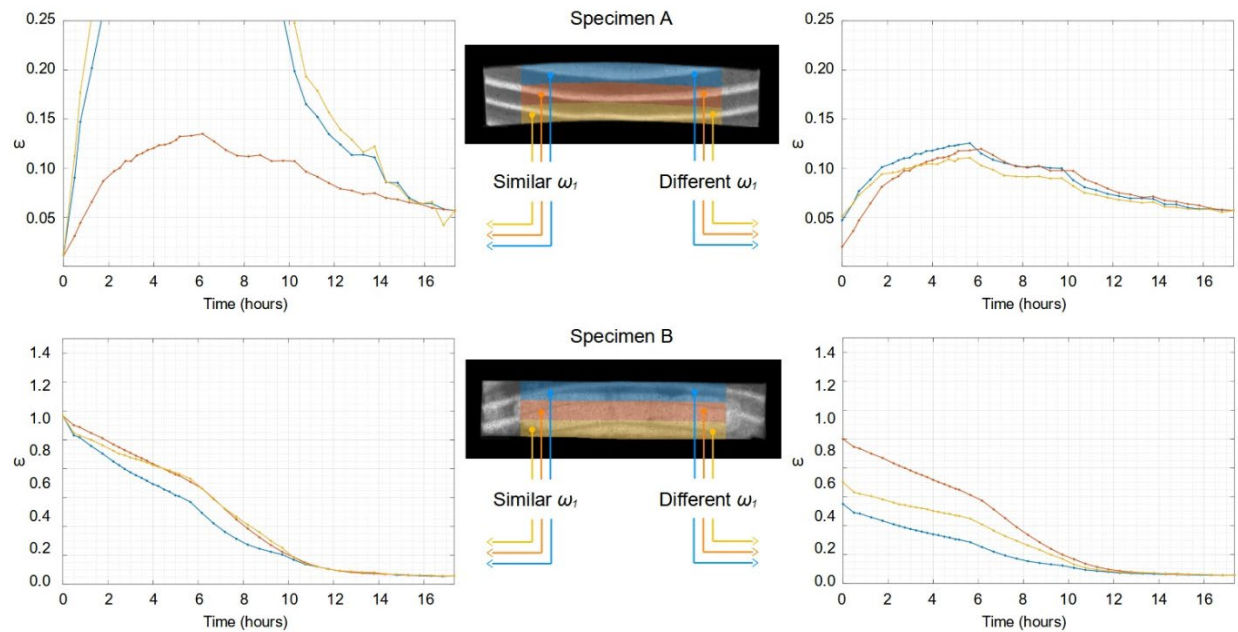 Specimen A
0.25
0.20
0.15
0.10
0.05
ε
0 2 4 6 8 10 12 14 16
Time (hours)
Similar ω₁
Different ω₁
0.25
0.20
0.15
0.10
0.05
ε
0 2 4 6 8 10 12 14 16
Time (hours)
Specimen B
1.4
1.2
1.0
0.8
0.6
0.4
0.2
0.0
ε
0 2 4 6 8 10 12 14 16
Time (hours)
Similar ω₁
Different ω₁
1.4
1.2
1.0
0.8
0.6
0.4
0.2
0.0
ε
0 2 4 6 8 10 12 14 16
Time (hours)